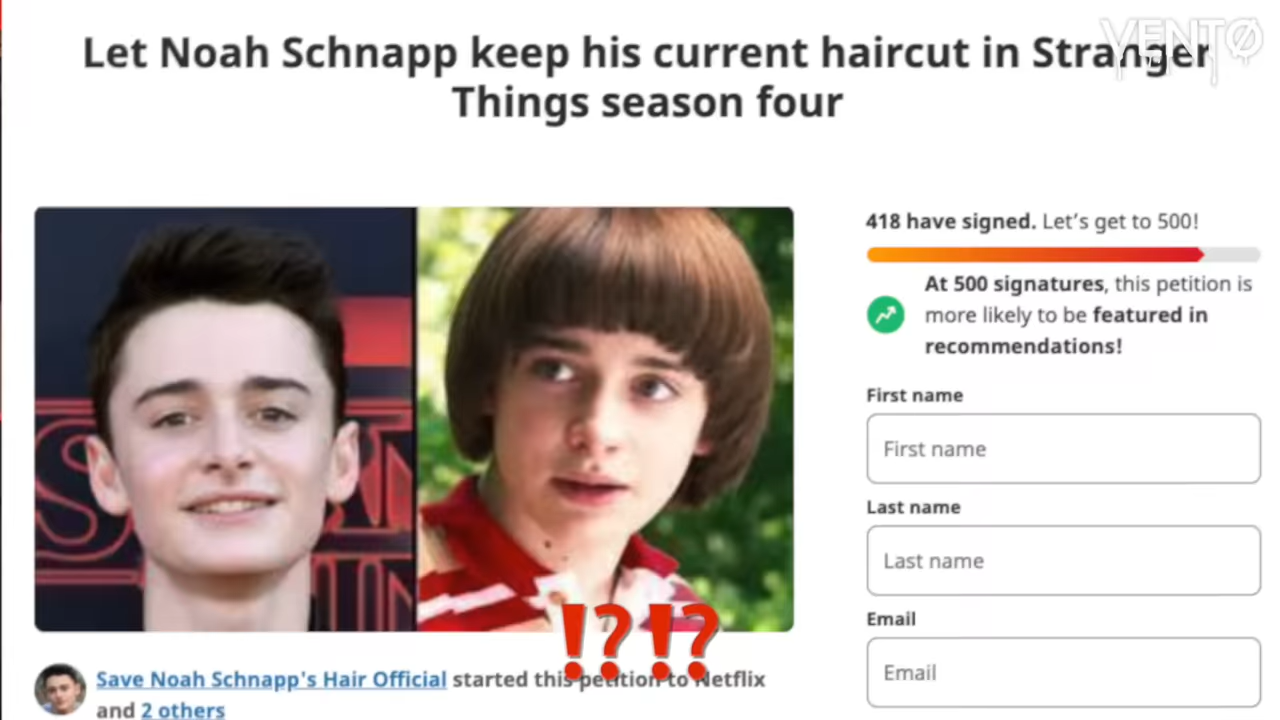 VENTØ
Let Noah Schnapp keep his current haircut in Stranger
Things season four
418 have signed. Let's get to 500!
At 500 signatures, this petition is
more likely to be featured in
recommendations!
First name
First name
Last name
Last name
Email
Email
⁉️⁉️
Save Noah Schnapp's Hair Official started this petition to Netflix
and 2 others